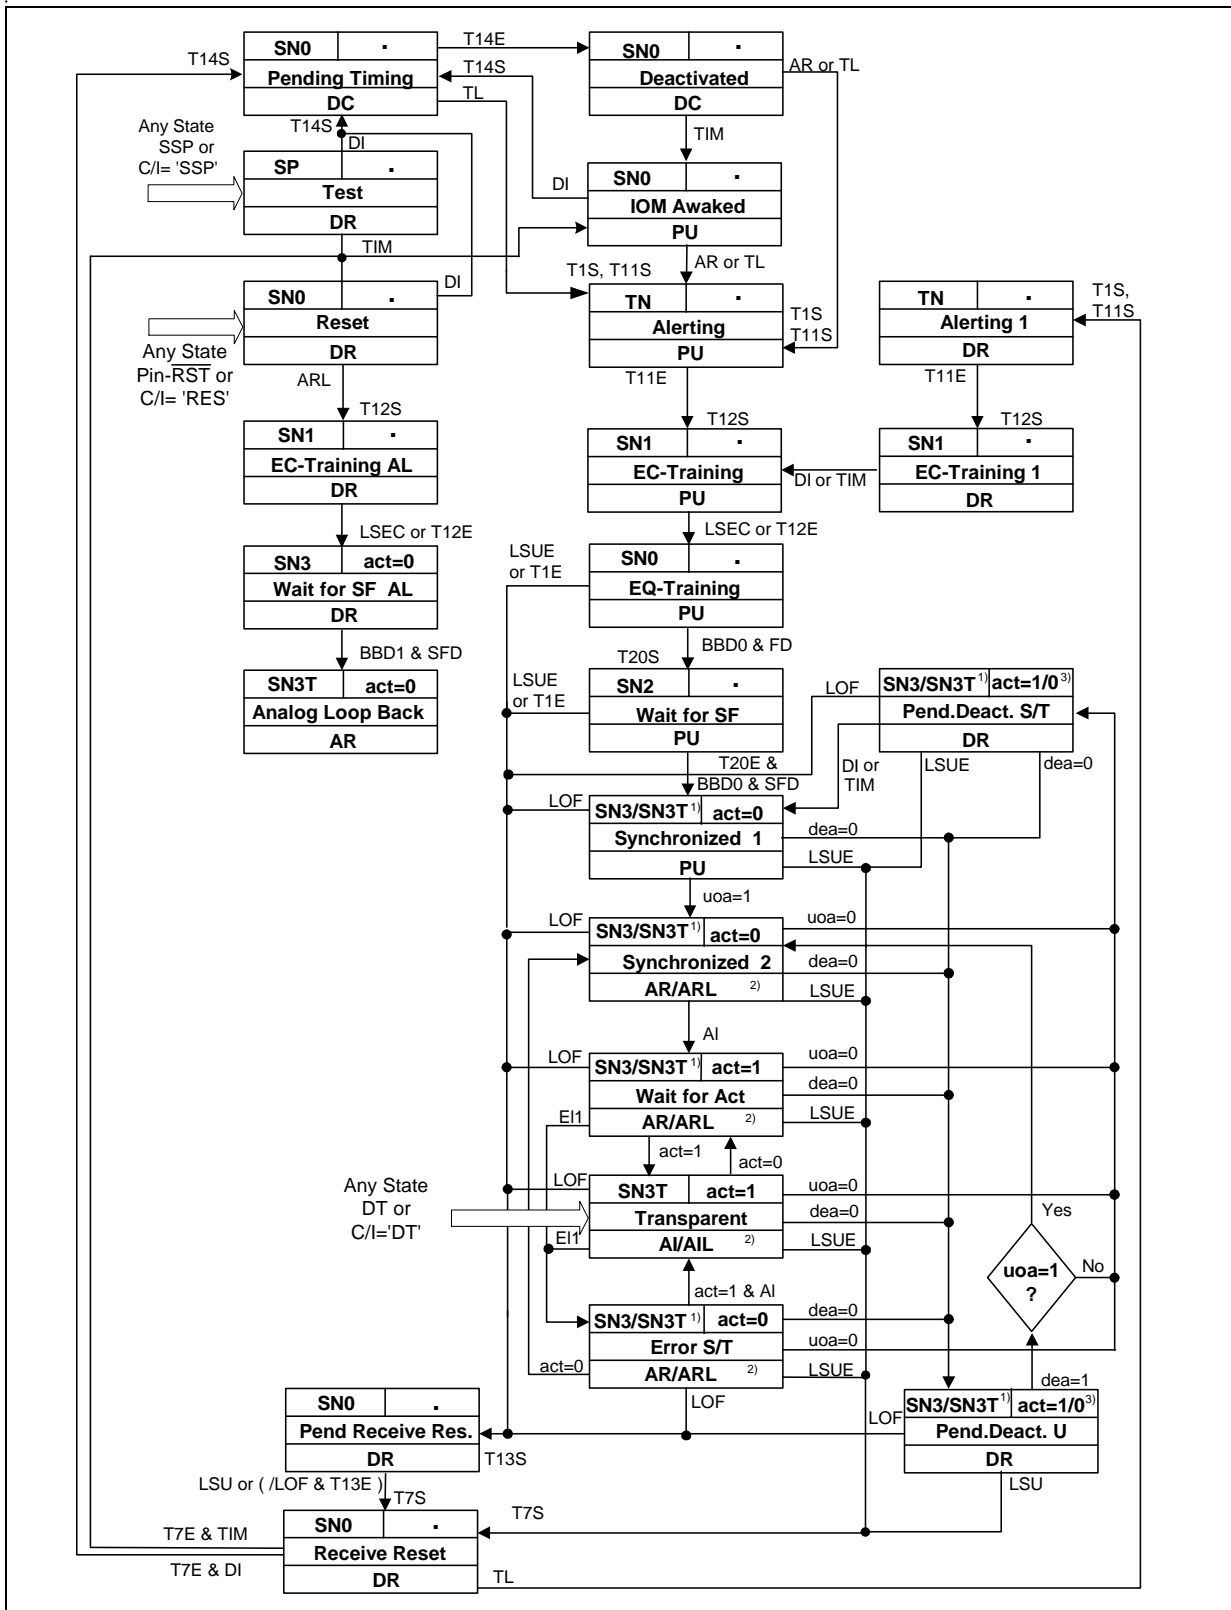 SN0 .
Pending Timing
DC
T14S
T14E
T14S
TL
T14S
DI
SN0 .
Deactivated
DC
AR or TL
TIM
Any State
SSP or
C/I= 'SSP'
SP .
Test
DR
DI
SN0 .
IOM Awaked
PU
TIM
DI
AR or TL
T1S, T11S
SN0 .
Reset
DR
Any State
Pin-RST or
C/I= 'RES'
ARL
TN .
Alerting
PU
T1S
T11S
T11E
TN .
Alerting 1
DR
T1S,
T11S
T11E
T12S
SN1 .
EC-Training AL
DR
T12S
SN1 .
EC-Training
PU
DI or TIM
T12S
SN1 .
EC-Training 1
DR
LSEC or T12E
LSEC or T12E
SN3 act=0
Wait for SF AL
DR
LSUE
or T1E
SN0 .
EQ-Training
PU
BBD1 & SFD
BBD0 & FD
T20S
SN3T act=0
Analog Loop Back
AR
LSUE
or T1E
SN2 .
Wait for SF
PU
LOF
SN3/SN3T 1) act=1/0 3)
Pend.Deact. S/T
DR
T20E &
BBD0 & SFD
DI or
TIM
LSUE
dea=0
LOF
SN3/SN3T 1) act=0
Synchronized 1
PU
dea=0
LSUE
uoa=1
LOF
SN3/SN3T 1) act=0
Synchronized 2
AR/ARL 2)
uoa=0
dea=0
LSUE
AI
LOF
SN3/SN3T 1) act=1
Wait for Act
AR/ARL 2)
uoa=0
dea=0
LSUE
EI1
act=1
act=0
Any State
DT or
C/I='DT'
LOF
SN3T act=1
Transparent
AI/AIL 2)
uoa=0
dea=0
LSUE
EI1
act=1 & AI
Yes
uoa=1
?
No
SN3/SN3T 1) act=0
Error S/T
AR/ARL 2)
dea=0
uoa=0
LSUE
act=0
LOF
dea=1
LOF
SN3/SN3T 1) act=1/0 3)
Pend.Deact. U
DR
LSU
SN0 .
Pend Receive Res.
DR
T13S
LSU or ( /LOF & T13E )
T7S
T7S
SN0 .
Receive Reset
DR
T7E & TIM
T7E & DI
TL